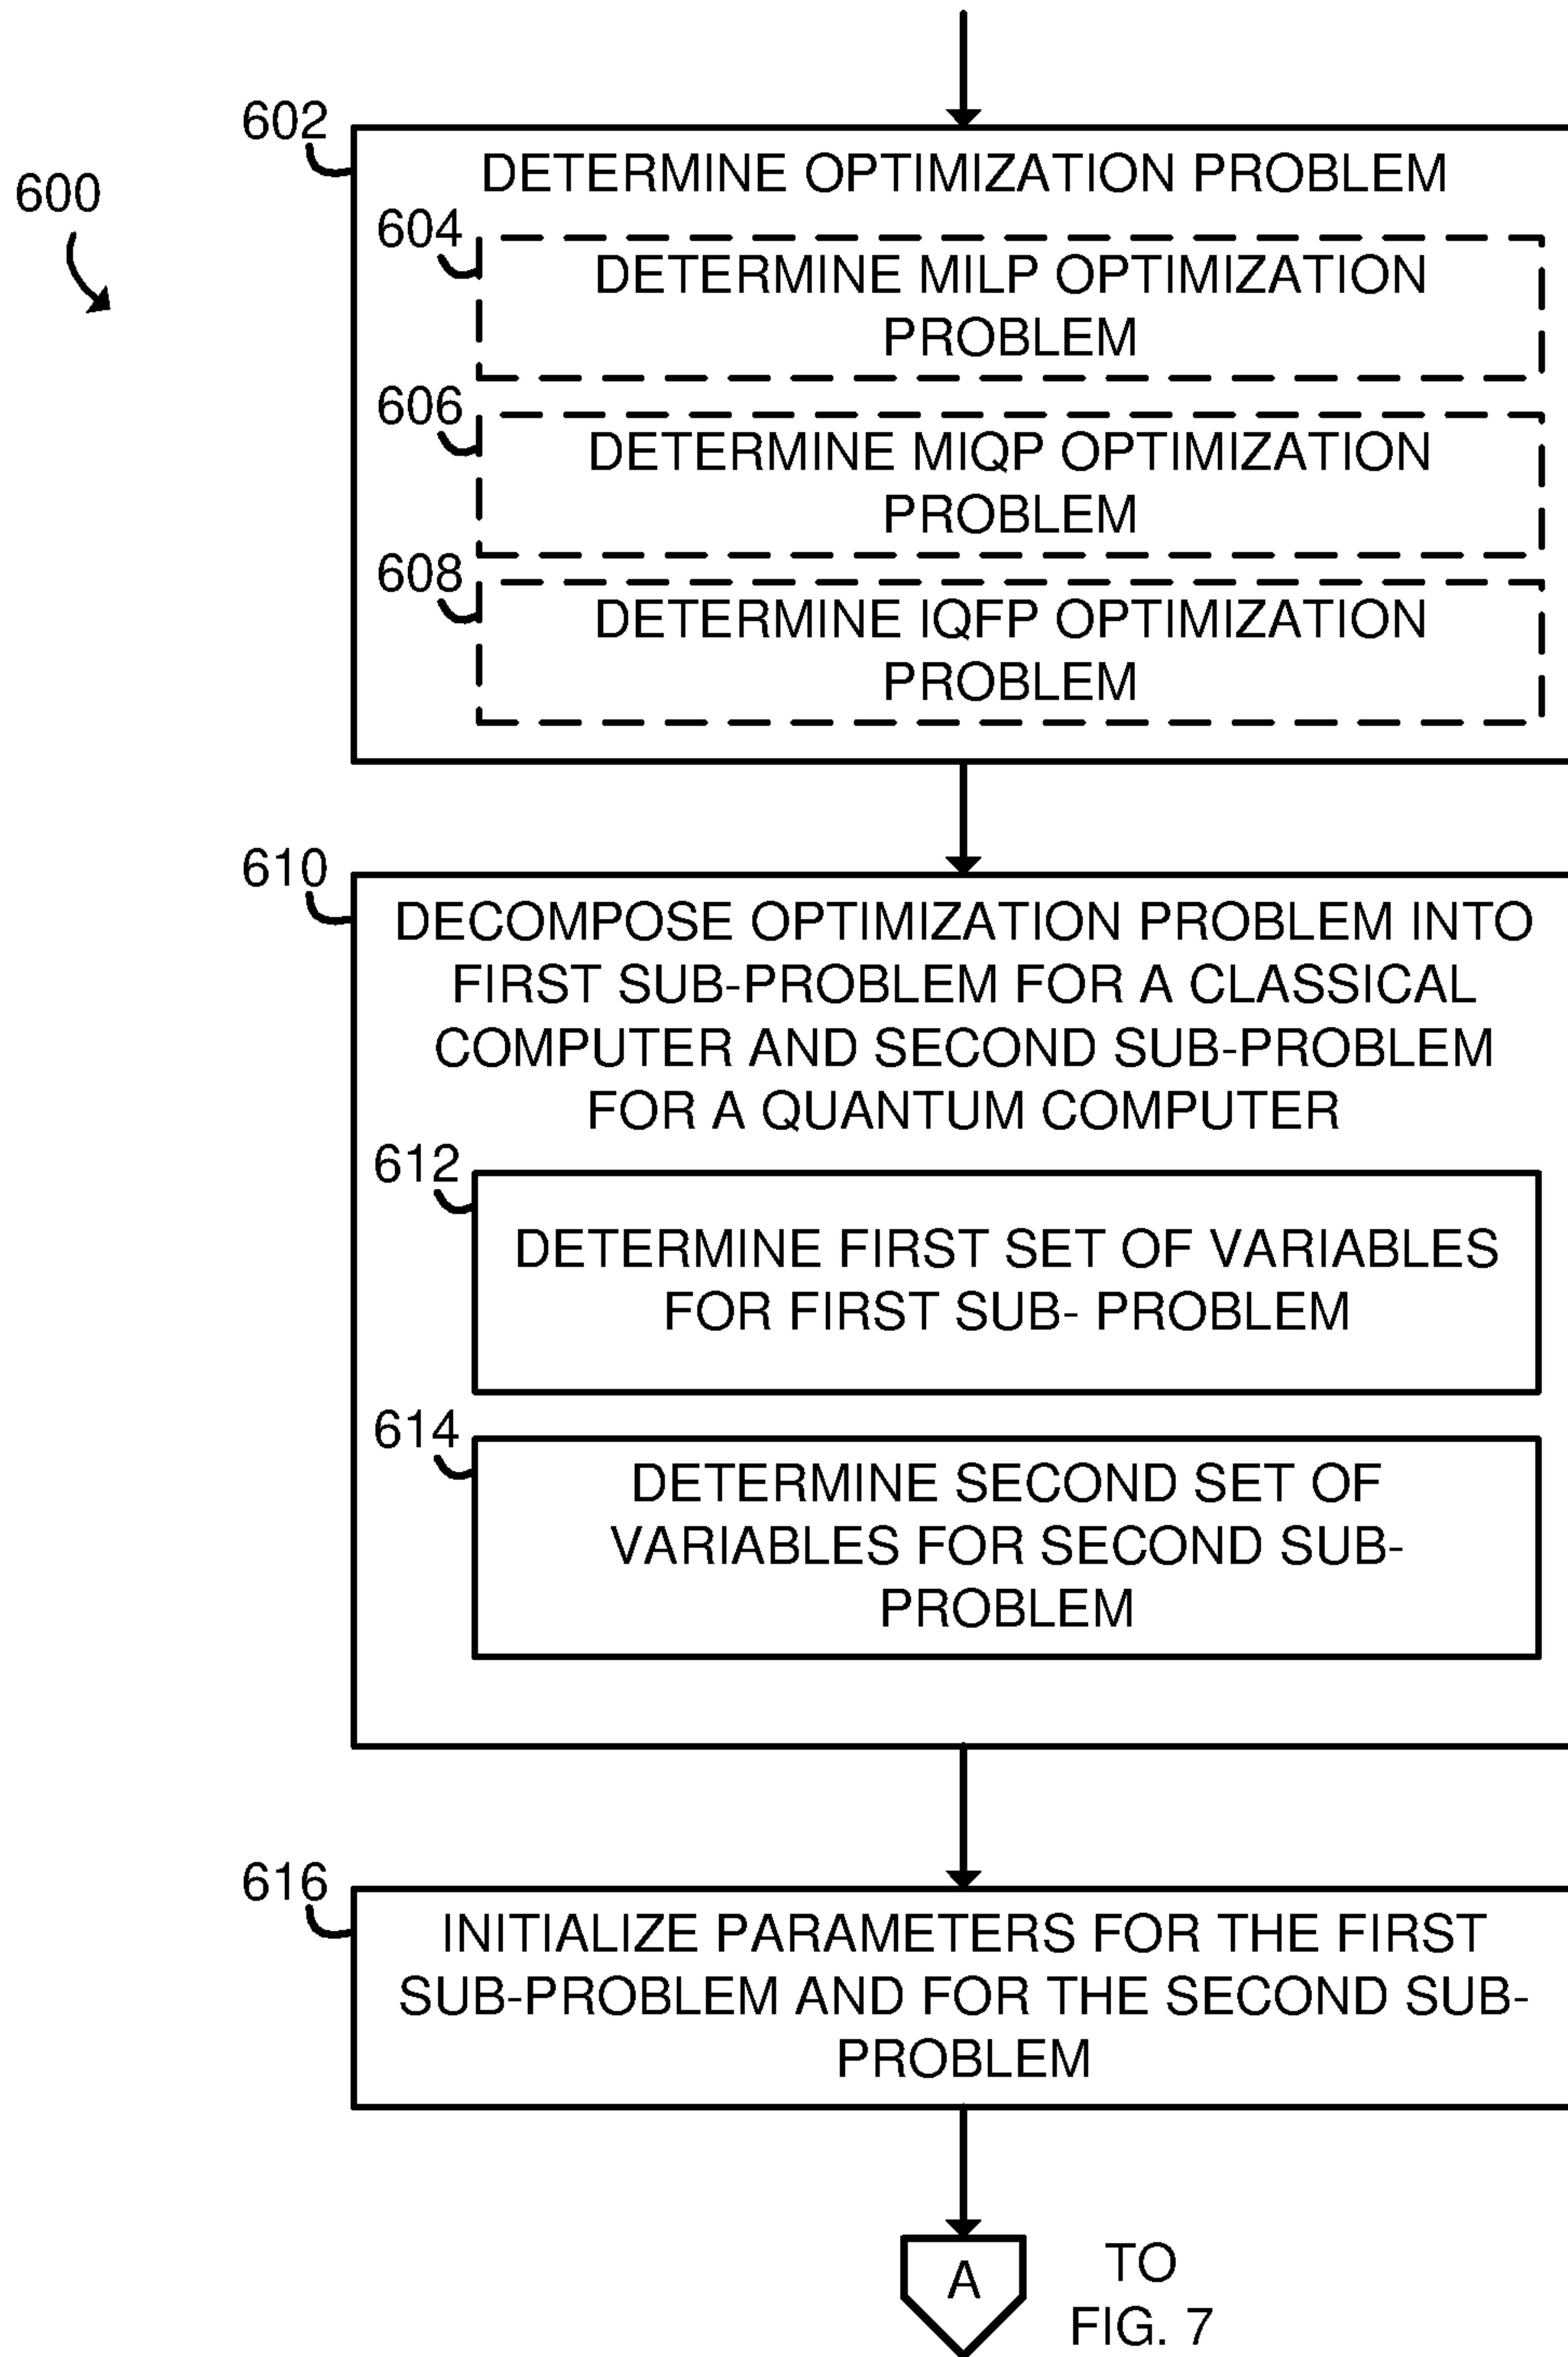 602
DETERMINE OPTIMIZATION PROBLEM
600
604
DETERMINE MILP OPTIMIZATION
PROBLEM
606
DETERMINE MIQP OPTIMIZATION
PROBLEM
608
DETERMINE IQFP OPTIMIZATION
PROBLEM
610
DECOMPOSE OPTIMIZATION PROBLEM INTO
FIRST SUB-PROBLEM FOR A CLASSICAL
COMPUTER AND SECOND SUB-PROBLEM
FOR A QUANTUM COMPUTER
612
DETERMINE FIRST SET OF VARIABLES
FOR FIRST SUB- PROBLEM
614
DETERMINE SECOND SET OF
VARIABLES FOR SECOND SUB-
PROBLEM
616
INITIALIZE PARAMETERS FOR THE FIRST
SUB-PROBLEM AND FOR THE SECOND SUB-
PROBLEM
A
TO
FIG. 7